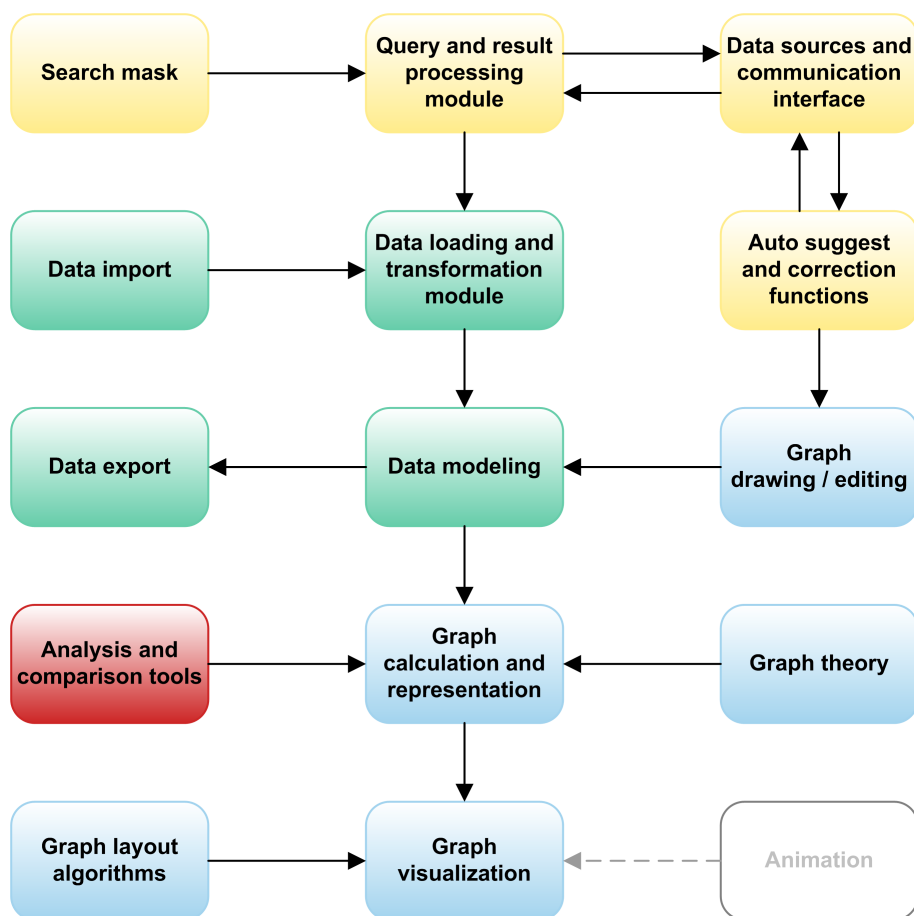 Search mask
Query and result
processing
module
Data sources and
communication
interface
Data import
Data loading and
transformation
module
Auto suggest
and correction
functions
Data export
Data modeling
Graph
drawing / editing
Analysis and
comparison tools
Graph
calculation and
representation
Graph theory
Graph layout
algorithms
Graph
visualization
Animation